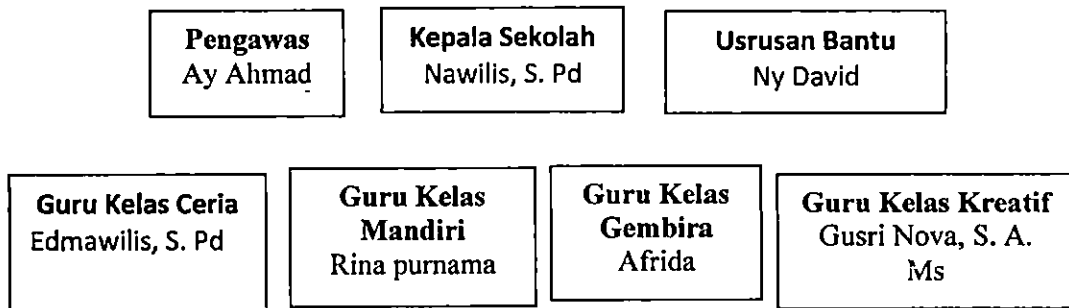 Pengawas
Ay Ahmad
Kepala Sekolah
Nawilis, S. Pd
Usrusan Bantu
Ny David
Guru Kelas Ceria
Edmawilis, S. Pd
Guru Kelas
Mandiri
Rina purnama
Guru Kelas
Gembira
Afrida
Guru Kelas Kreatif
Gusri Nova, S. A.
Ms